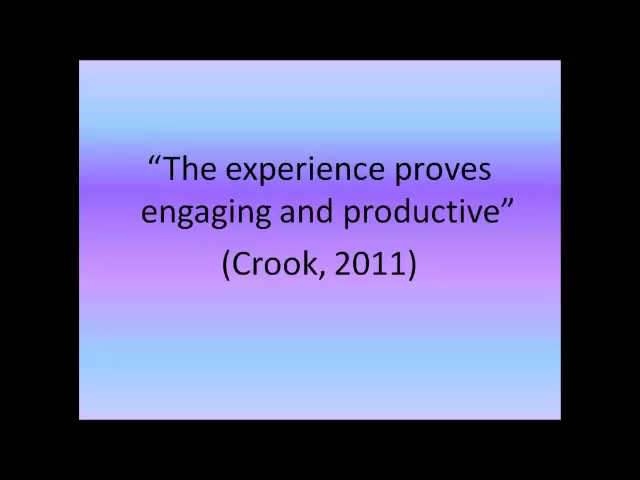 “The experience proves
engaging and productive”
(Crook, 2011)